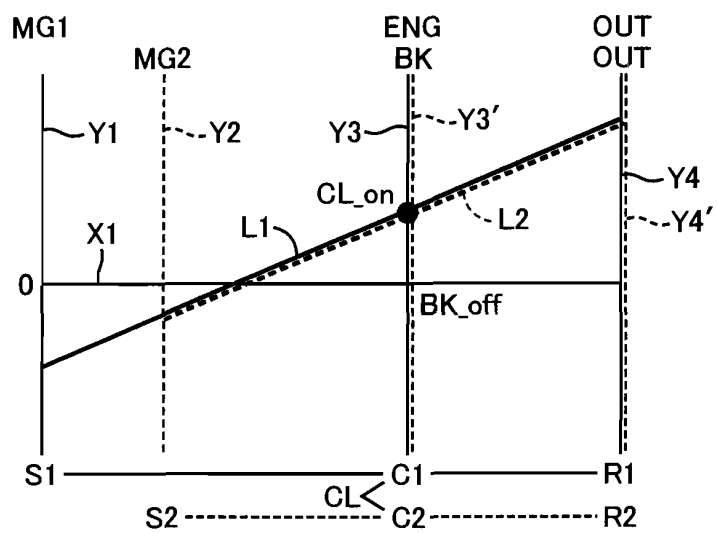 MG1
MG2
ENG
BK
OUT
OUT
Y1
Y2
Y3
Y3′
CL_on
Y4
X1
L1
L2
Y4′
0
BK_off
S1
C1
R1
CL
S2
C2
R2